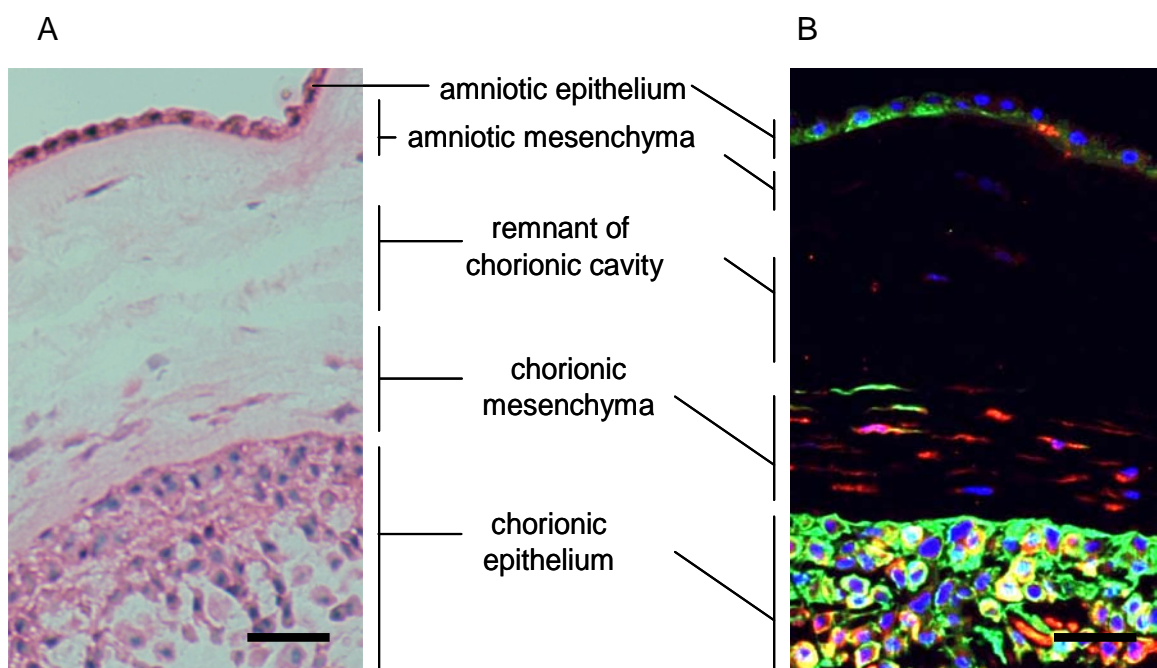 A
B
amniotic epithelium
amniotic mesenchyma
remnant of
chorionic cavity
chorionic
mesenchyma
chorionic
epithelium